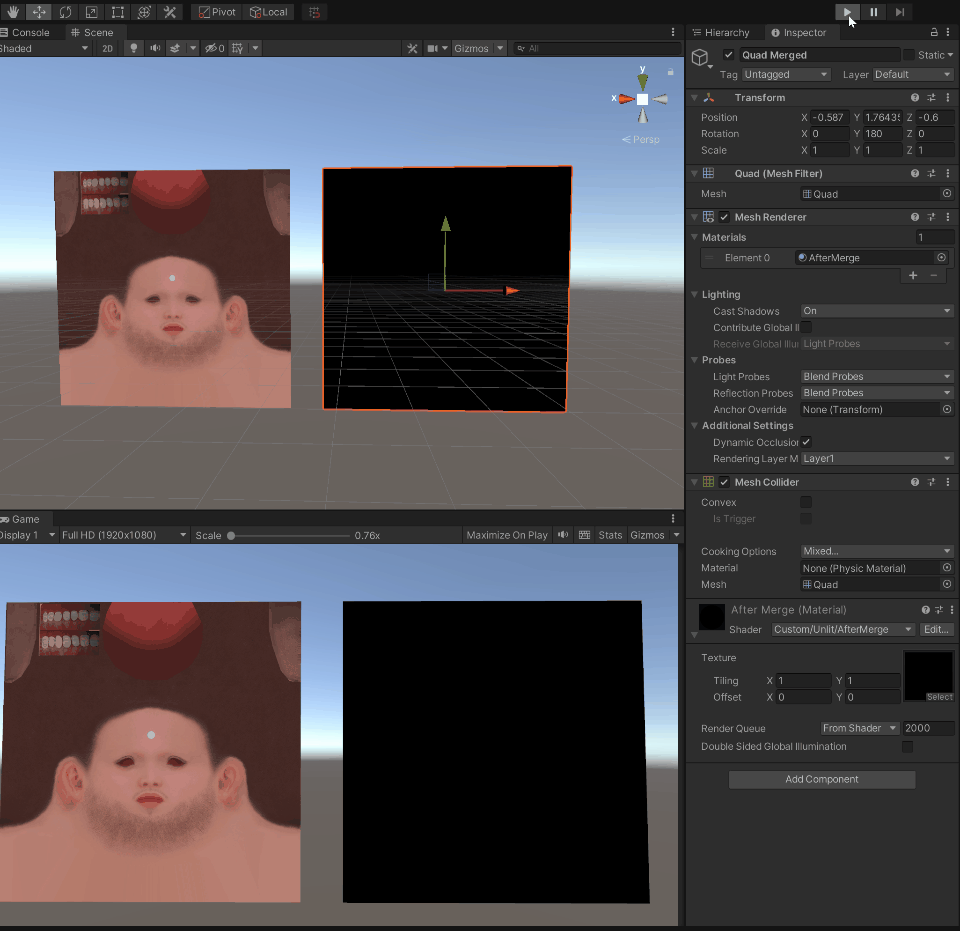 Pivot Local
Console Scene
Shaded 2D 0 Gizmos All
y
x
Persp
Game
Display 1 Full HD (1920x1080) Scale 0.76x Maximize On Play Stats Gizmos
Hierarchy Inspector
Quad Merged Static
Tag Untagged Layer Default
Transform
Position X -0.587 Y 1.7643 Z -0.6
Rotation X 0 Y 180 Z 0
Scale X 1 Y 1 Z 1
Quad (Mesh Filter)
Mesh Quad
Mesh Renderer
Materials 1
Element 0 AfterMerge
Lighting
Cast Shadows On
Contribute Global Il
Receive Global Illur Light Probes
Probes
Light Probes Blend Probes
Reflection Probes Blend Probes
Anchor Override None (Transform)
Additional Settings
Dynamic Occlusior
Rendering Layer M Layer1
Mesh Collider
Convex
Is Trigger
Cooking Options Mixed...
Material None (Physic Material)
Mesh Quad
After Merge (Material)
Shader Custom/Unlit/AfterMerge Edit...
Texture
Tiling X 1 Y 1
Offset X 0 Y 0
Select
Render Queue From Shader 2000
Double Sided Global Illumination
Add Component